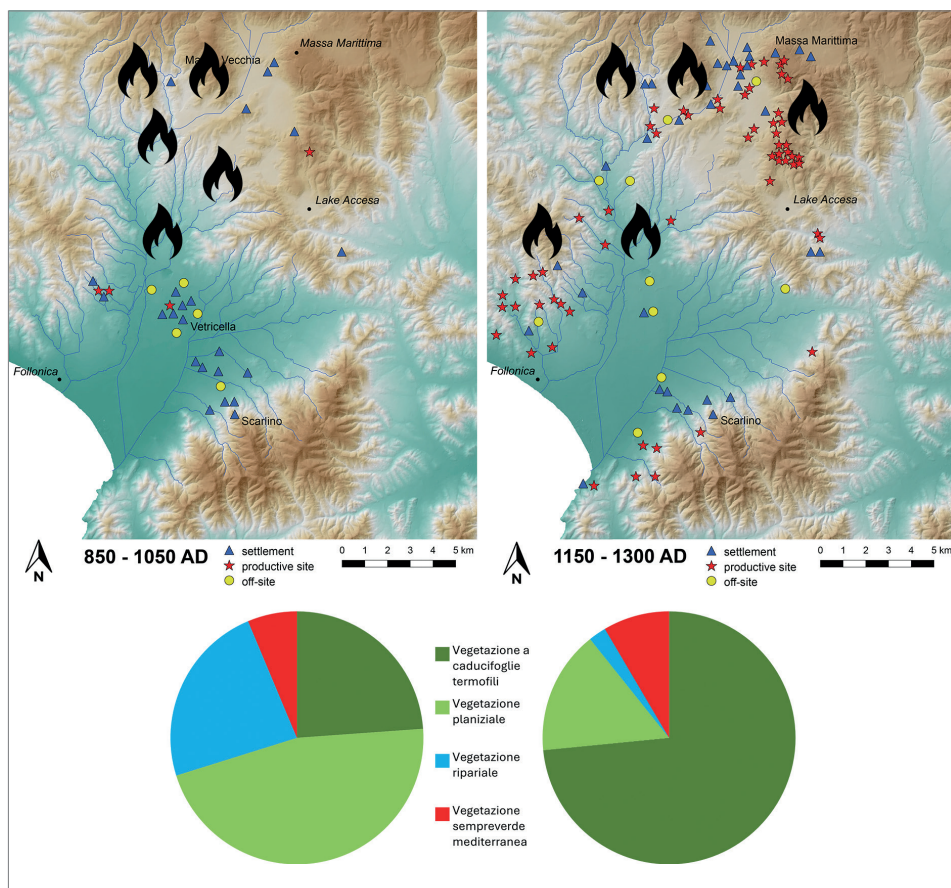 Massa Marittima
Lake Accesa
Vetricella
Follonica
Scarlino
N
850 - 1050 AD
settlement
productive site
off-site
0 1 2 3 4 5 km
Massa Marittima
Lake Accesa
Follonica
Scarlino
N
1150 - 1300 AD
settlement
productive site
off-site
0 1 2 3 4 5 km
Vegetazione a
caducifoglie
termofili
Vegetazione
planiziale
Vegetazione
ripariale
Vegetazione
sempreverde
mediterranea